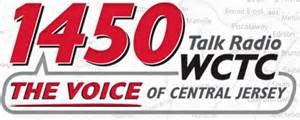 1450 Talk Radio
WCTC
THE VOICE OF CENTRAL JERSEY